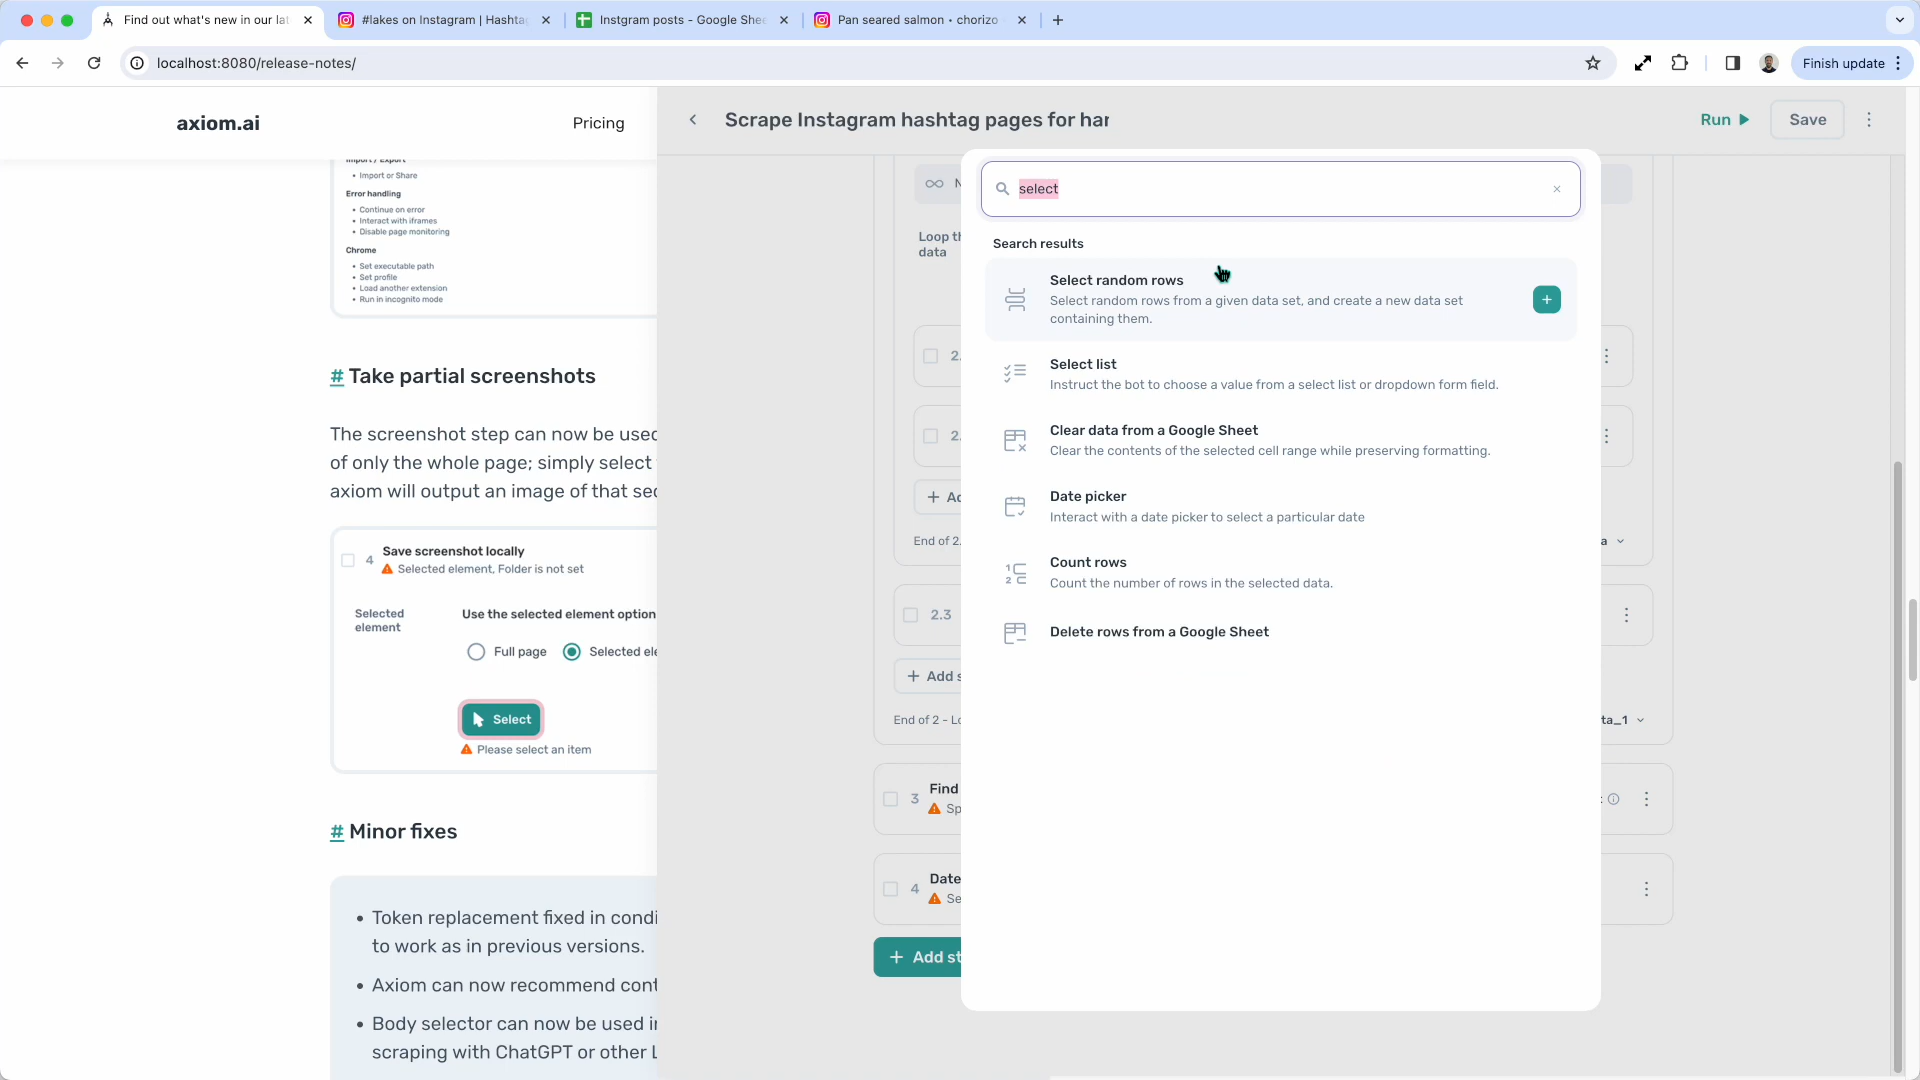 Find out what's new in our lat
#lakes on Instagram | Hashta
Instgram posts - Google Shee
Pan seared salmon • chorizo
localhost:8080/release-notes/
Finish update
axiom.ai
Pricing
Import / Export
• Import or Share
Error handling
• Continue on error
• Interact with iframes
• Disable page monitoring
Chrome
• Set executable path
• Set profile
• Load another extension
• Run in incognito mode
# Take partial screenshots
The screenshot step can now be used
of only the whole page; simply select
axiom will output an image of that sec
4 Save screenshot locally
Selected element, Folder is not set
Selected
element
Use the selected element option
Full page
Selected ele
Select
Please select an item
# Minor fixes
• Token replacement fixed in condi
to work as in previous versions.
• Axiom can now recommend cont
• Body selector can now be used in
scraping with ChatGPT or other L
Scrape Instagram hashtag pages for har
Run
Save
N
Loop th
data
2.
2.
+ Ad
End of 2.
a
2.3
+ Add s
End of 2 - Lo
ta_1
3 Find
Sp
4 Date
Se
+ Add st
select
Search results
Select random rows
Select random rows from a given data set, and create a new data set
containing them.
Select list
Instruct the bot to choose a value from a select list or dropdown form field.
Clear data from a Google Sheet
Clear the contents of the selected cell range while preserving formatting.
Date picker
Interact with a date picker to select a particular date
Count rows
Count the number of rows in the selected data.
Delete rows from a Google Sheet